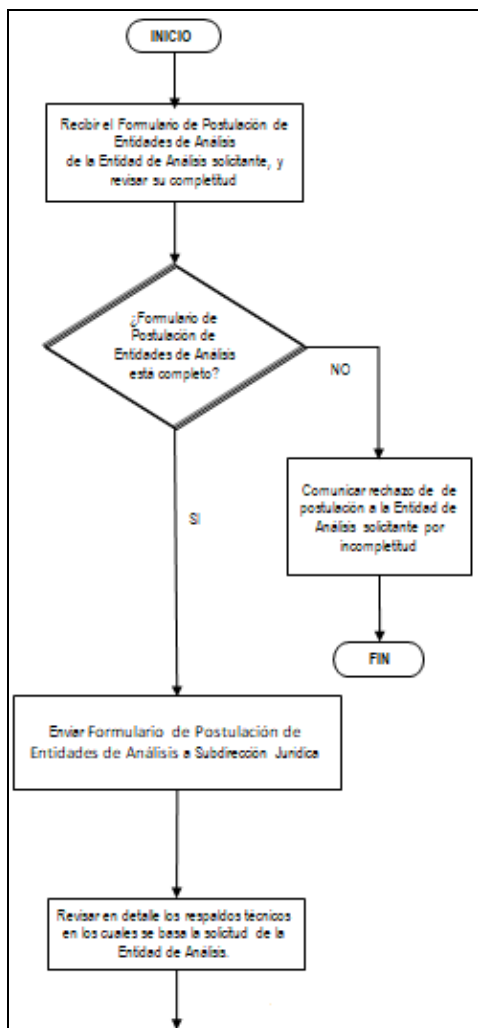 INICIO
Recibir el Formulario de Postulación de
Entidades de Análisis
de la Entidad de Análisis solicitante, y
revisar su completitud
¿Formulario de
Postulación de
Entidades de Análisis
está completo?
NO
Comunicar rechazo de de
postulación a la Entidad de
Análisis solicitante por
incompletitud
SI
FIN
Enviar Formulario de Postulación de
Entidades de Análisis a Subdirección Jurídica
Revisar en detalle los respaldos técnicos
en los cuales se basa la solicitud de la
Entidad de Análisis.